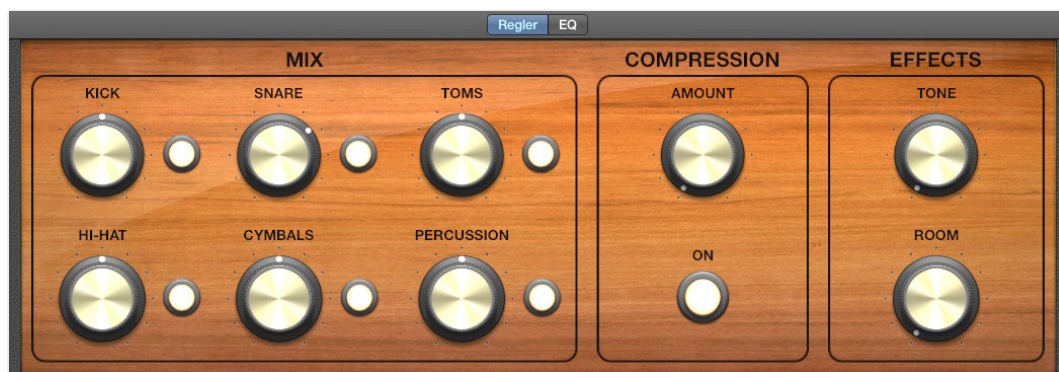 Regler EQ
MIX
KICK SNARE TOMS
HI-HAT CYMBALS PERCUSSION
COMPRESSION
AMOUNT
ON
EFFECTS
TONE
ROOM